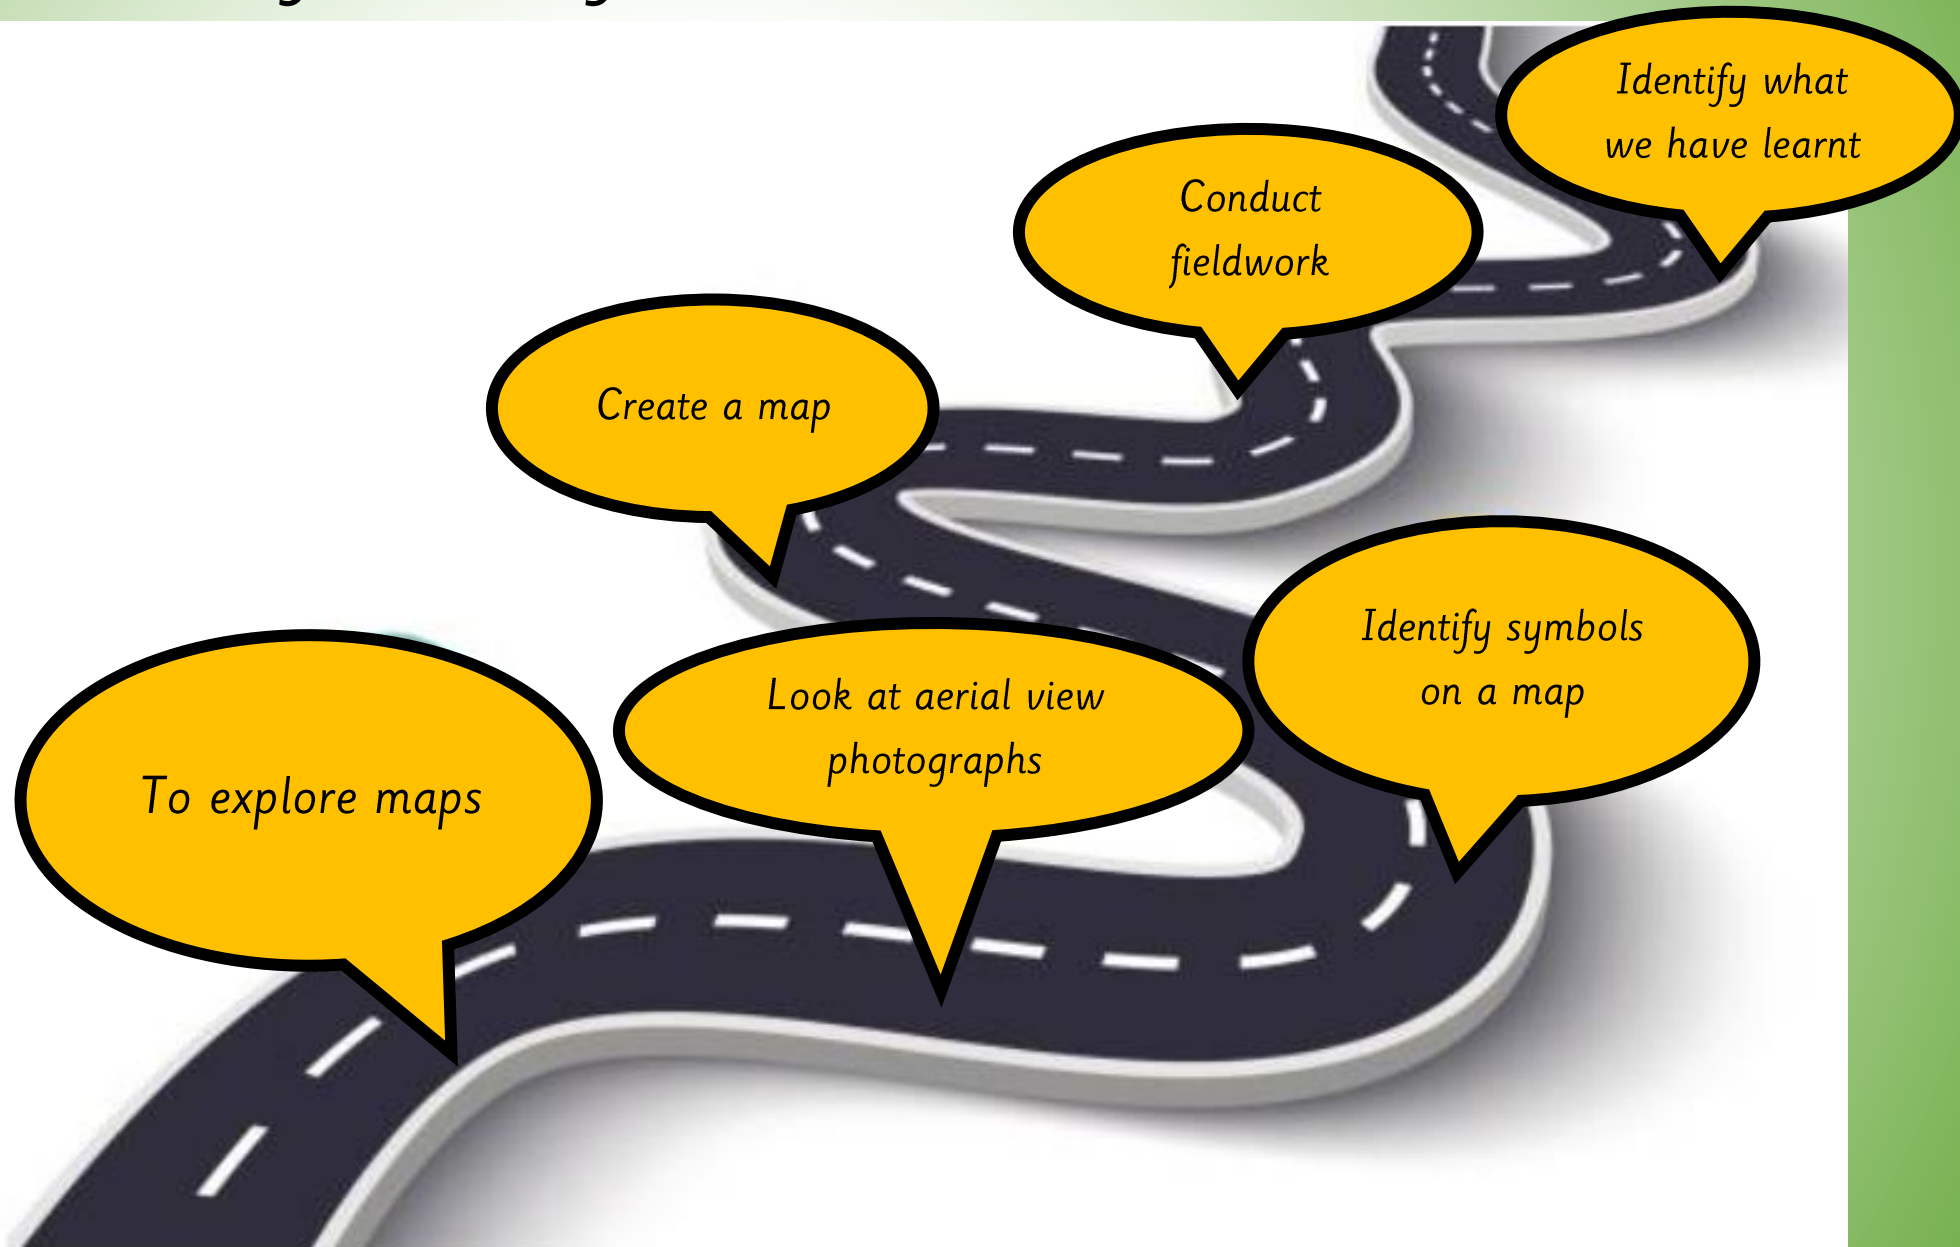 Identify what
we have learnt
Conduct
fieldwork
Create a map
Identify symbols
on a map
Look at aerial view
photographs
To explore maps